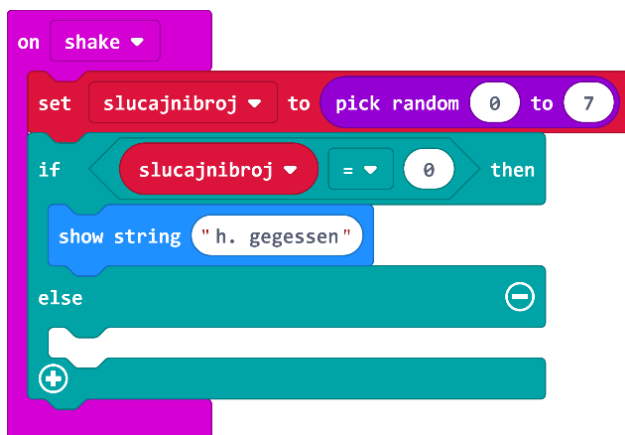 on shake
set slucajnibroj to pick random 0 to 7
if slucajnibroj = 0 then
show string "h. gegessen"
else